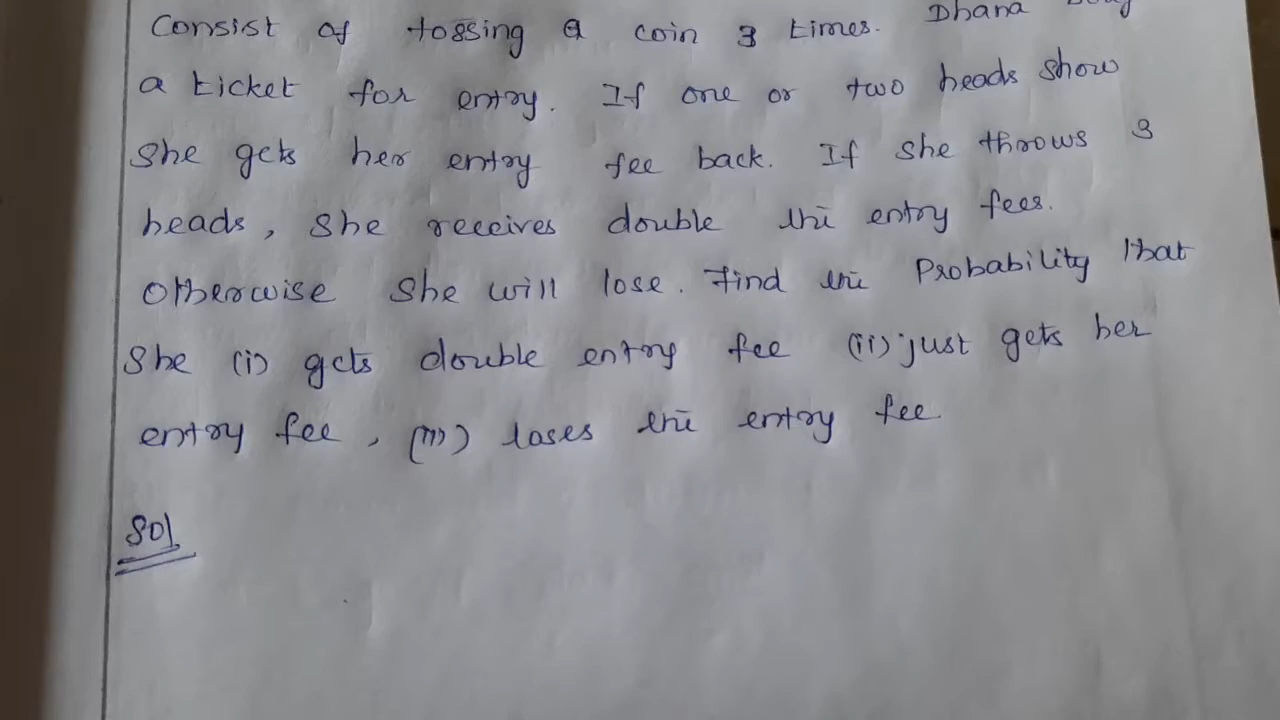 Consist of tossing a coin 3 times. Dhana
a ticket for entry. If one or two heads show
she gets her entry fee back. If she throws 3
heads, she receives double the entry fees.
Otherwise she will lose. Find the Probability that
She (i) gets double entry fee (ii) just gets her
entry fee, (iii) loses the entry fee.
Sol